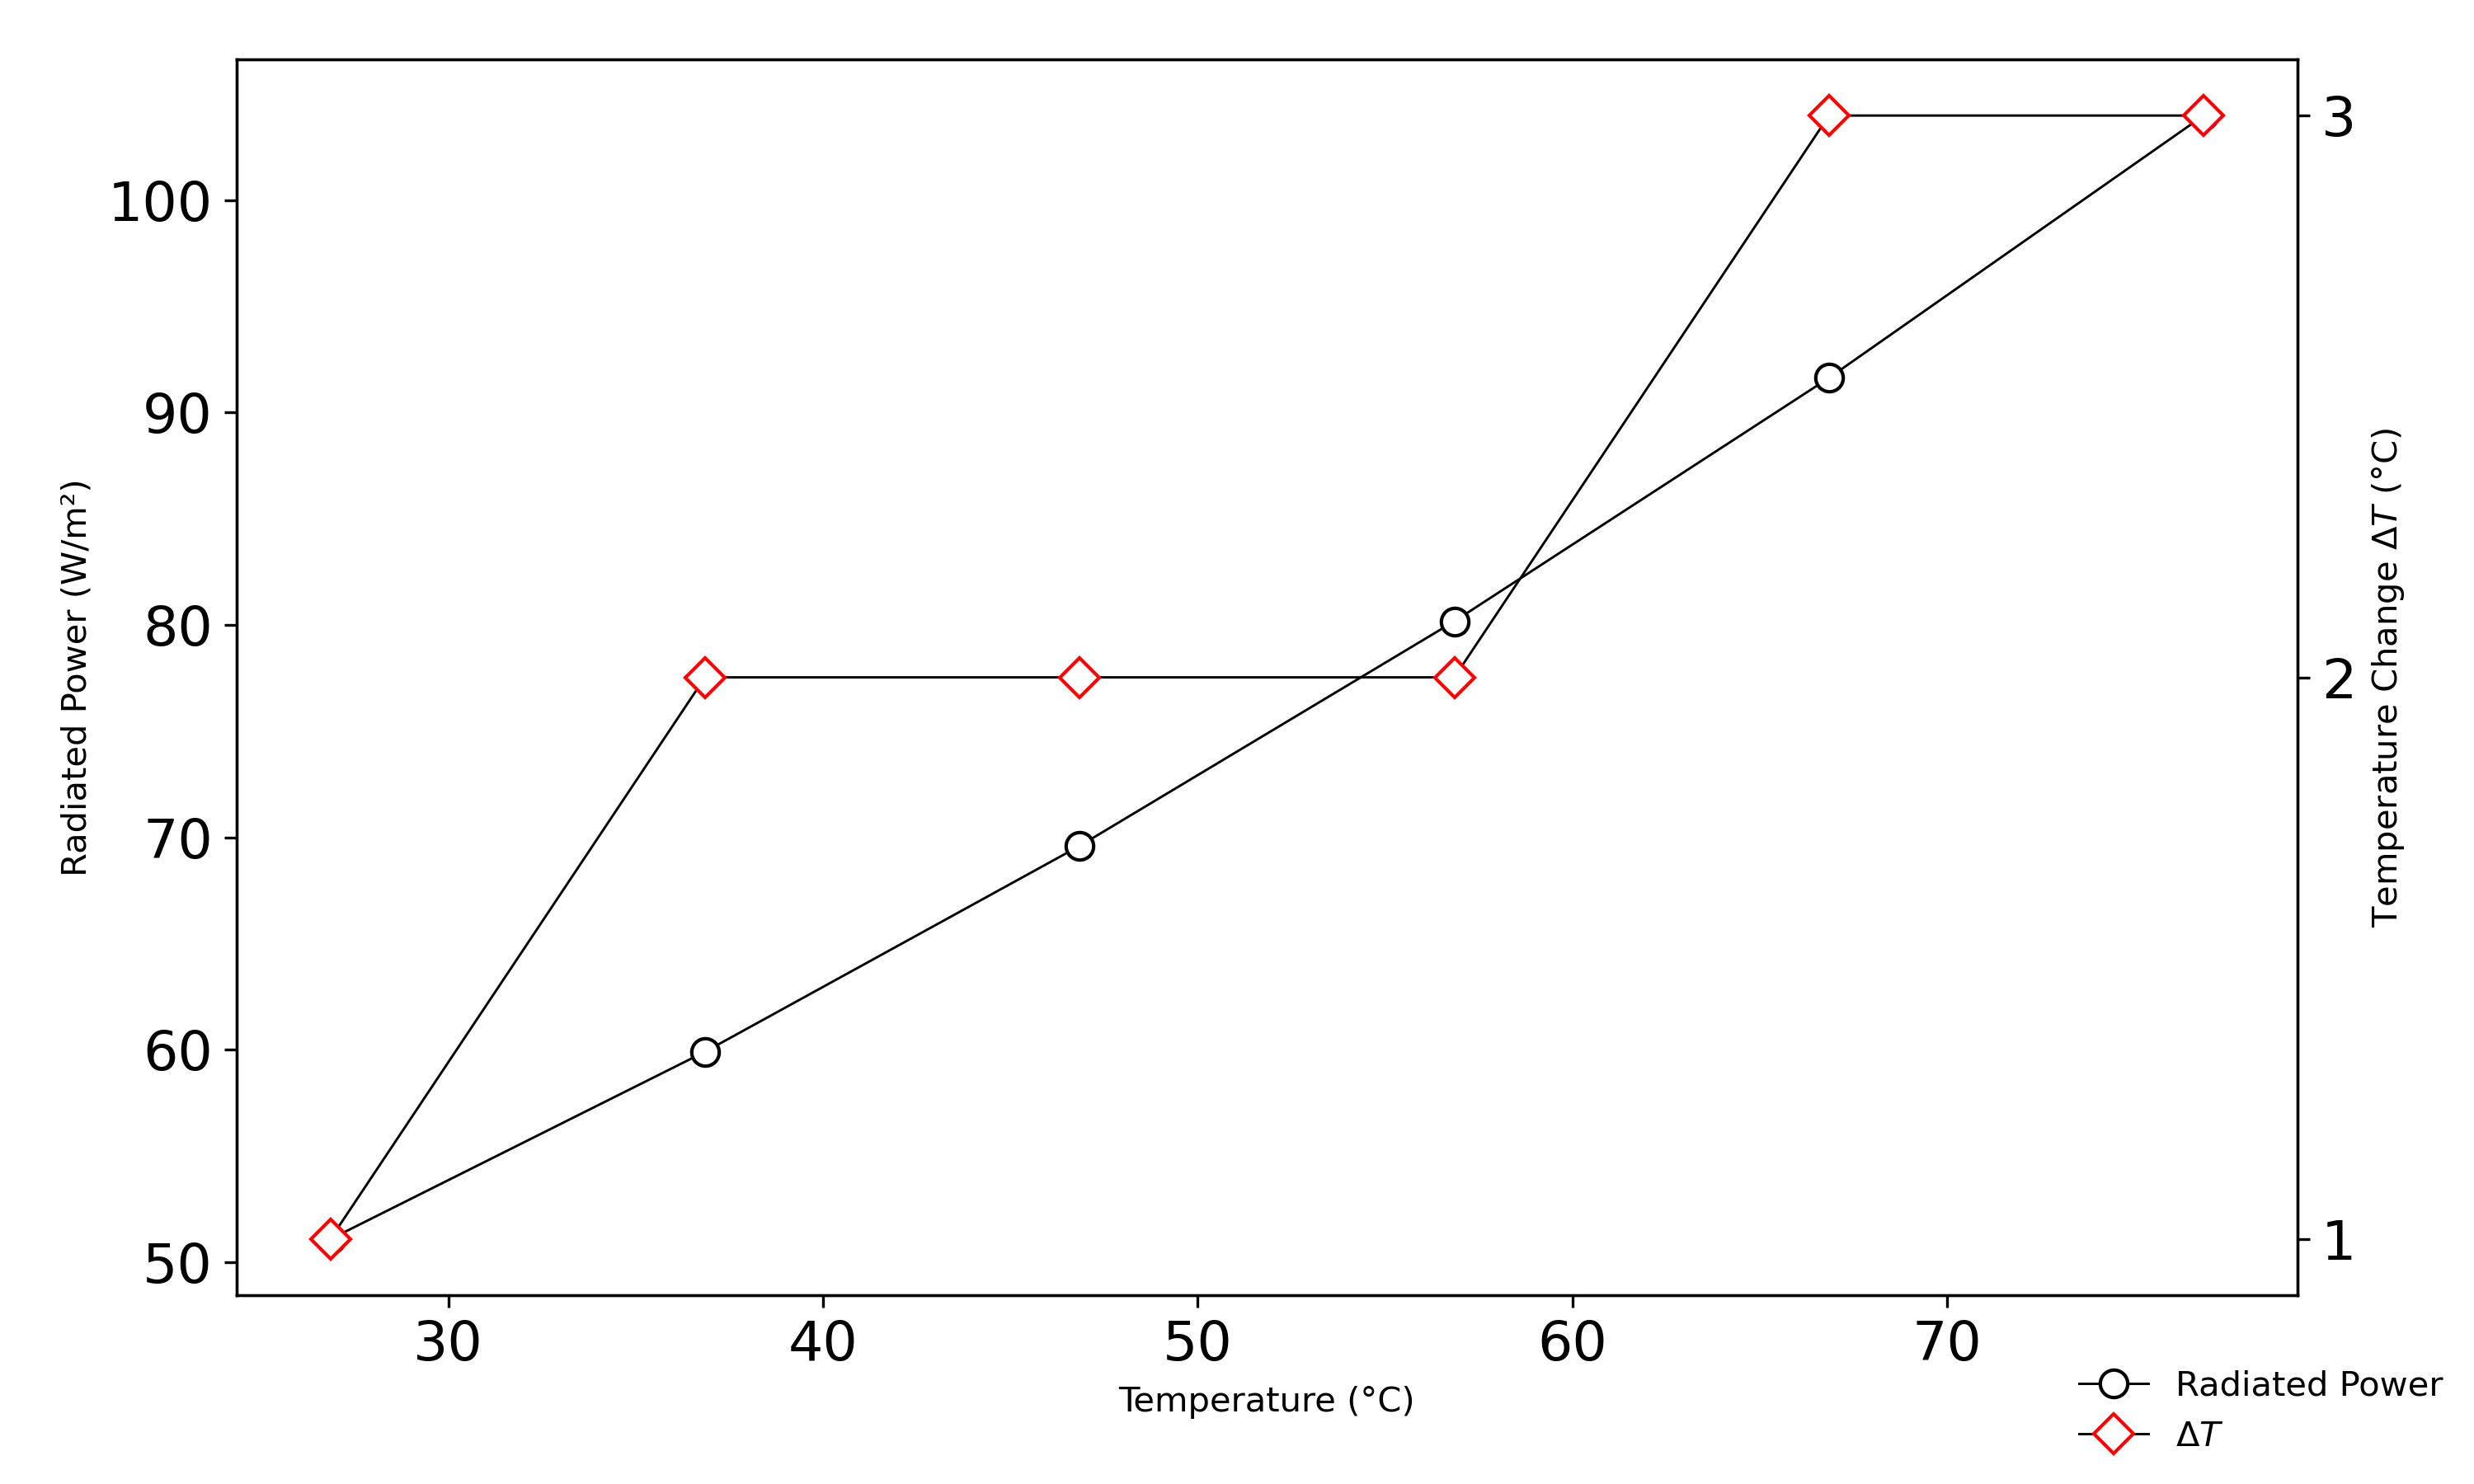 100
90
80
70
60
50
Radiated Power (W/m²)
3
2
1
Temperature Change ΔT (°C)
30 40 50 60 70
Temperature (°C)
Radiated Power
ΔT